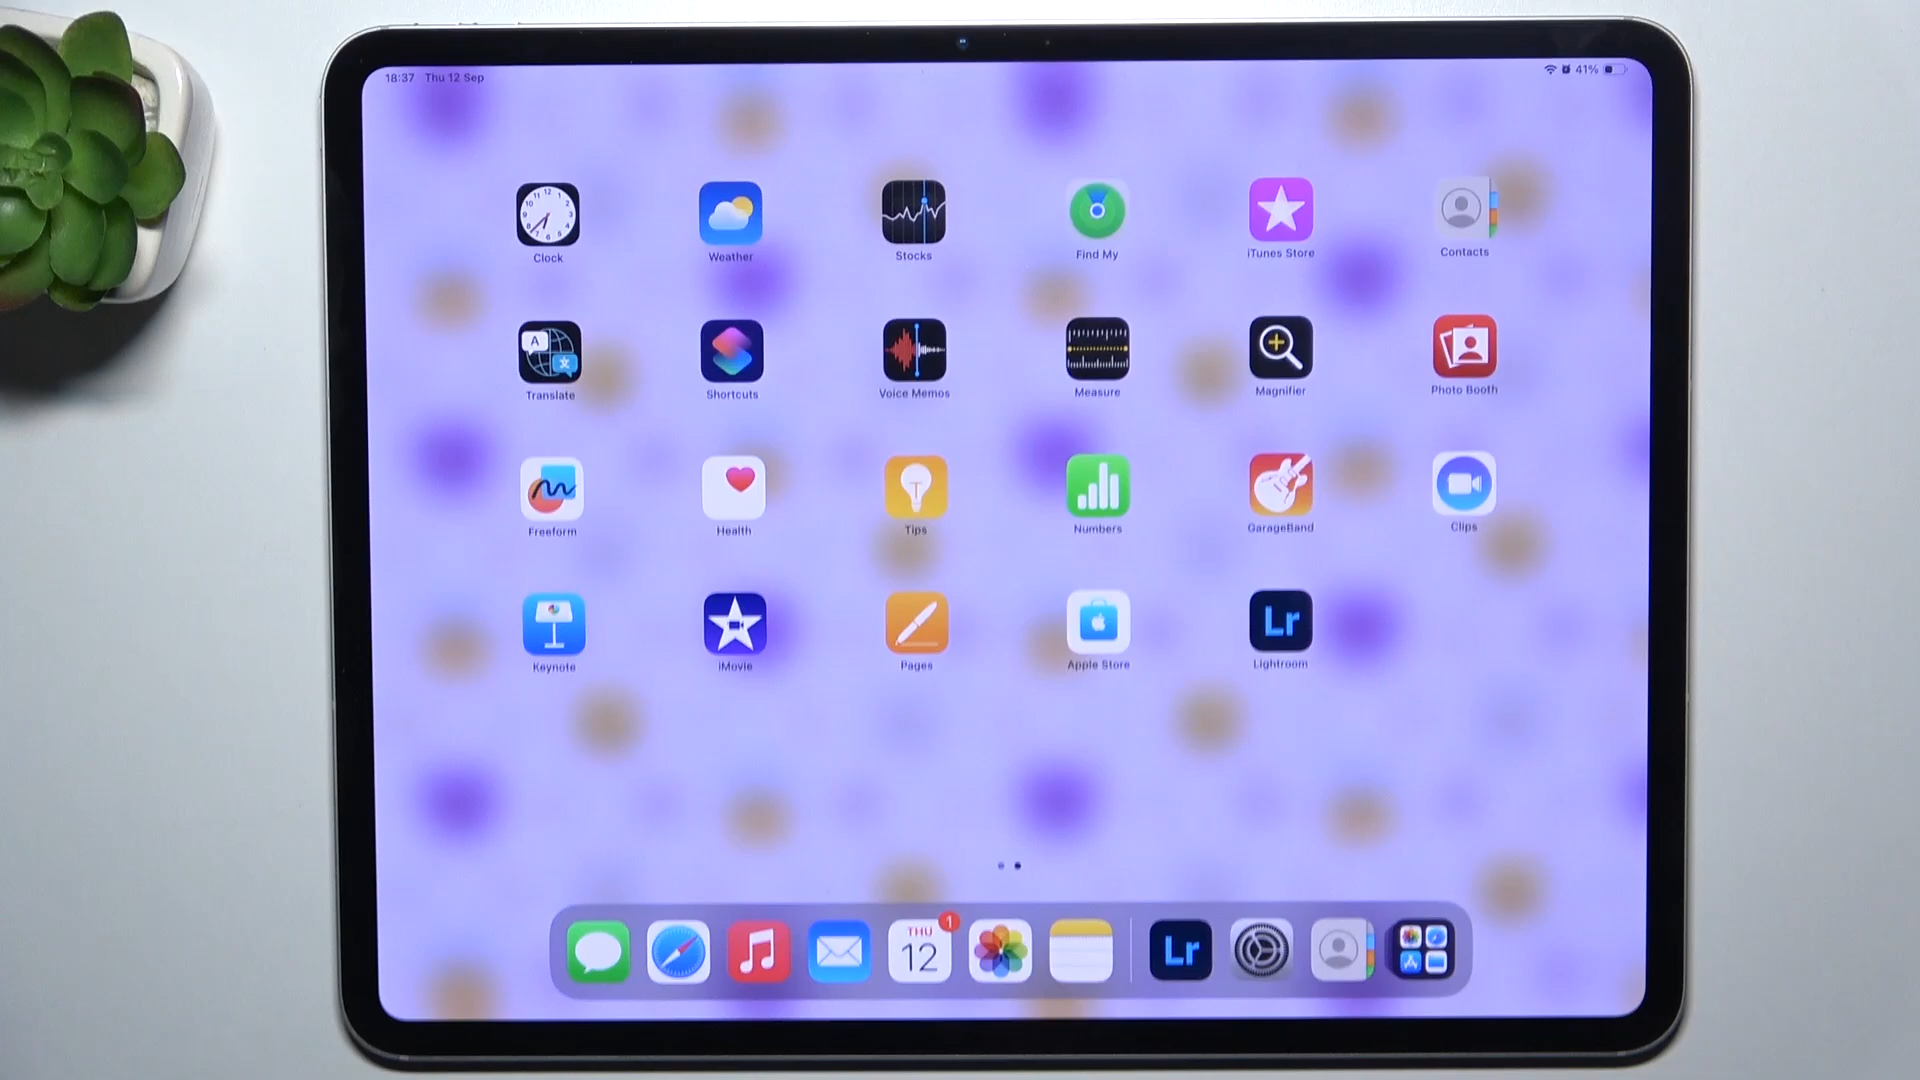 18:37 Thu 12 Sep
41%
Clock
Weather
Stocks
Find My
iTunes Store
Contacts
Translate
Shortcuts
Voice Memos
Measure
Magnifier
Photo Booth
Freeform
Health
Tips
Numbers
GarageBand
Clips
Keynote
iMovie
Pages
Apple Store
Lr
Lightroom
THU
12
1
Lr